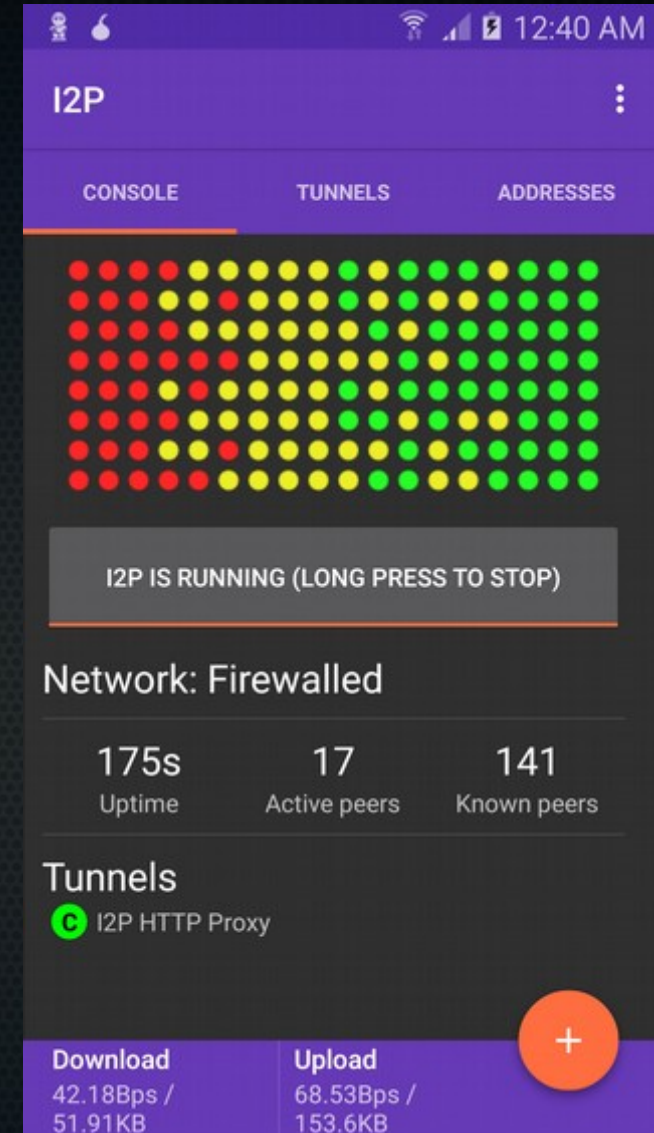 12:40 AM
I2P
CONSOLE TUNNELS ADDRESSES
I2P IS RUNNING (LONG PRESS TO STOP)
Network: Firewalled
175s 17 141
Uptime Active peers Known peers
Tunnels
C I2P HTTP Proxy
+
Download Upload
42.18Bps / 68.53Bps /
51.91KB 153.6KB